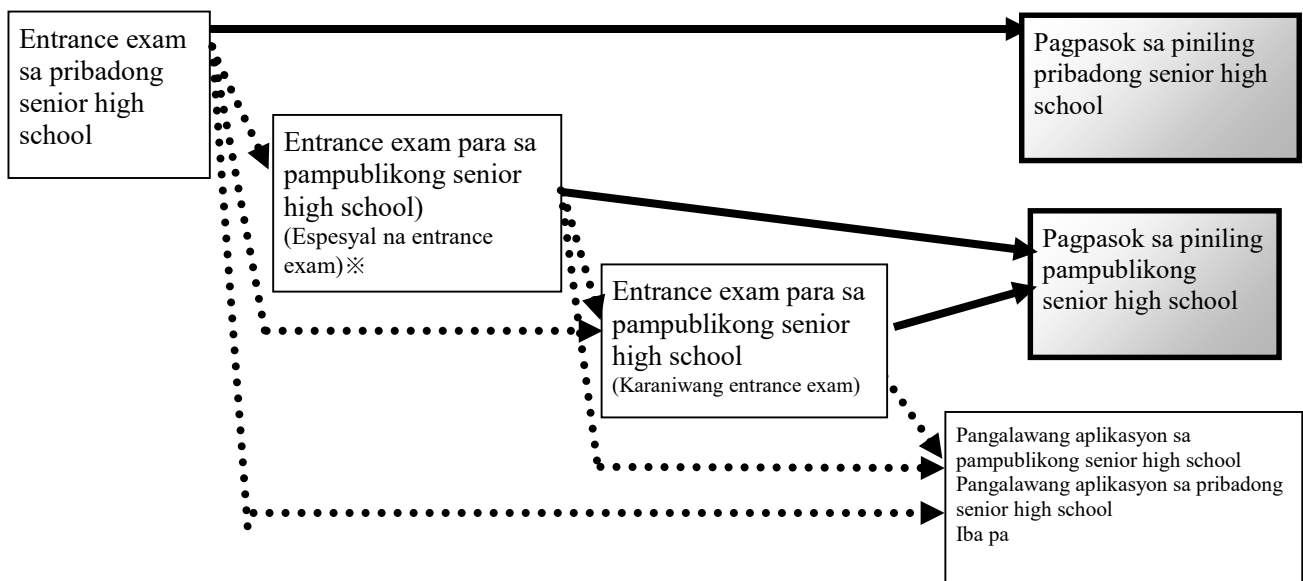 Entrance exam
sa pribadong
senior high
school
Pagpasok sa piniling
pribadong senior high
school
Entrance exam para sa
pampublikong senior
high school)
(Espesyal na entrance
exam)※
Pagpasok sa piniling
pampublikong
senior high school
Entrance exam para sa
pampublikong senior
high school
(Karaniwang entrance exam)
Pangalawang aplikasyon sa
pampublikong senior high school
Pangalawang aplikasyon sa pribadong
senior high school
Iba pa